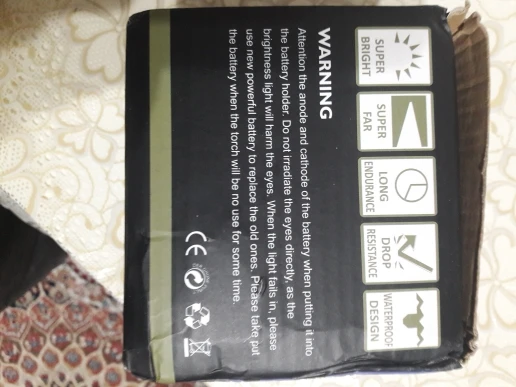 SUPER
BRIGHT
SUPER
FAR
LONG
ENDURANCE
DROP
RESISTANCE
WATERPROOF
DESIGN
WARNING
Attention the anode and cathode of the battery when putting it into
the battery holder. Do not irradiate the eyes directly, as the
brightness light will harm the eyes. When the light fails in, please
use new powerful battery to replace the old ones. Please take put
the battery when the torch will be no use for some time.
CE